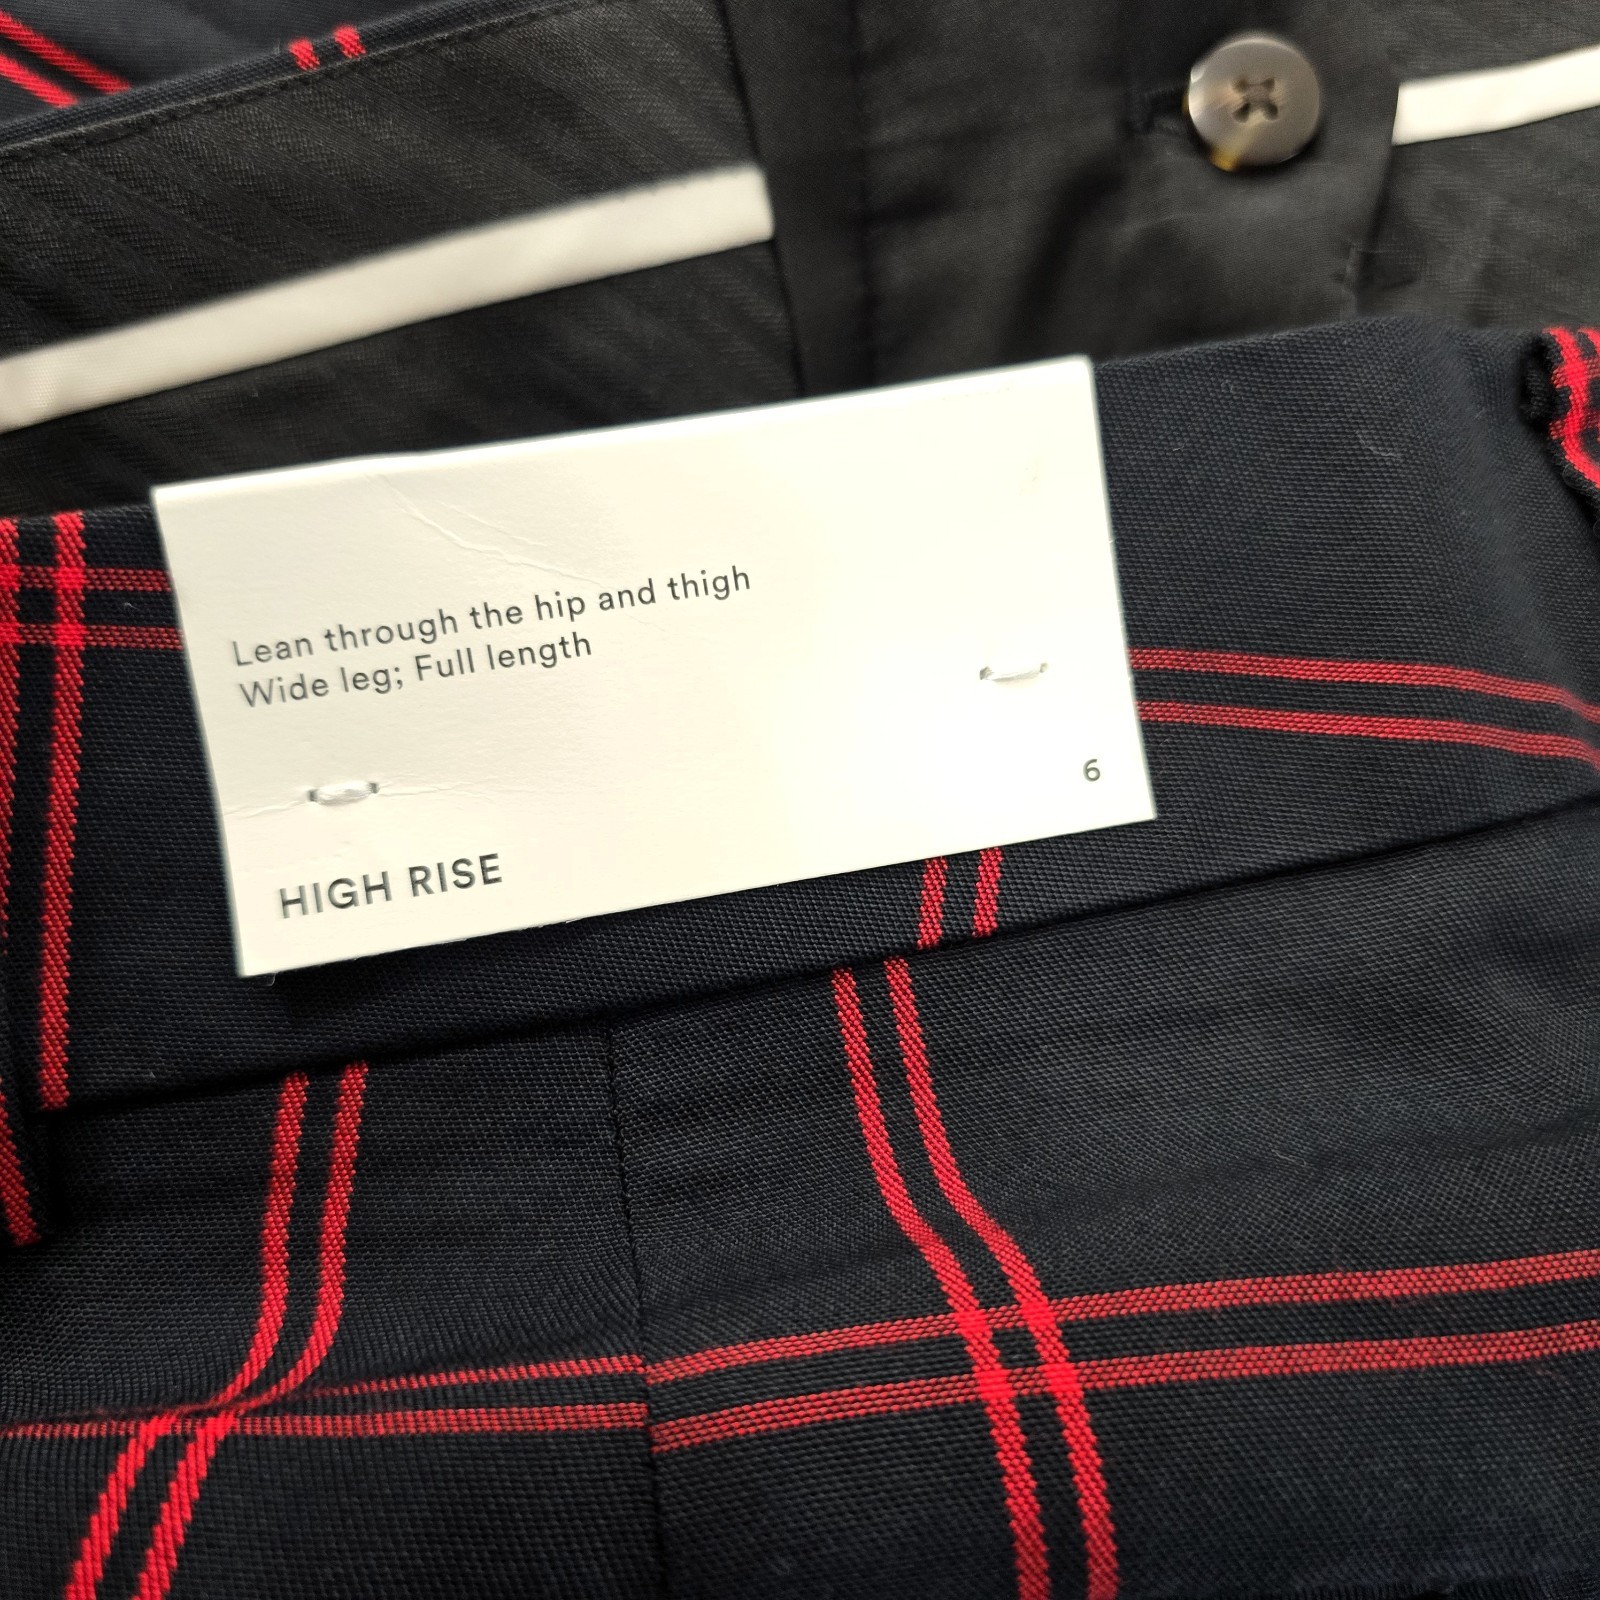 Lean through the hip and thigh
Wide leg; Full length
6
HIGH RISE